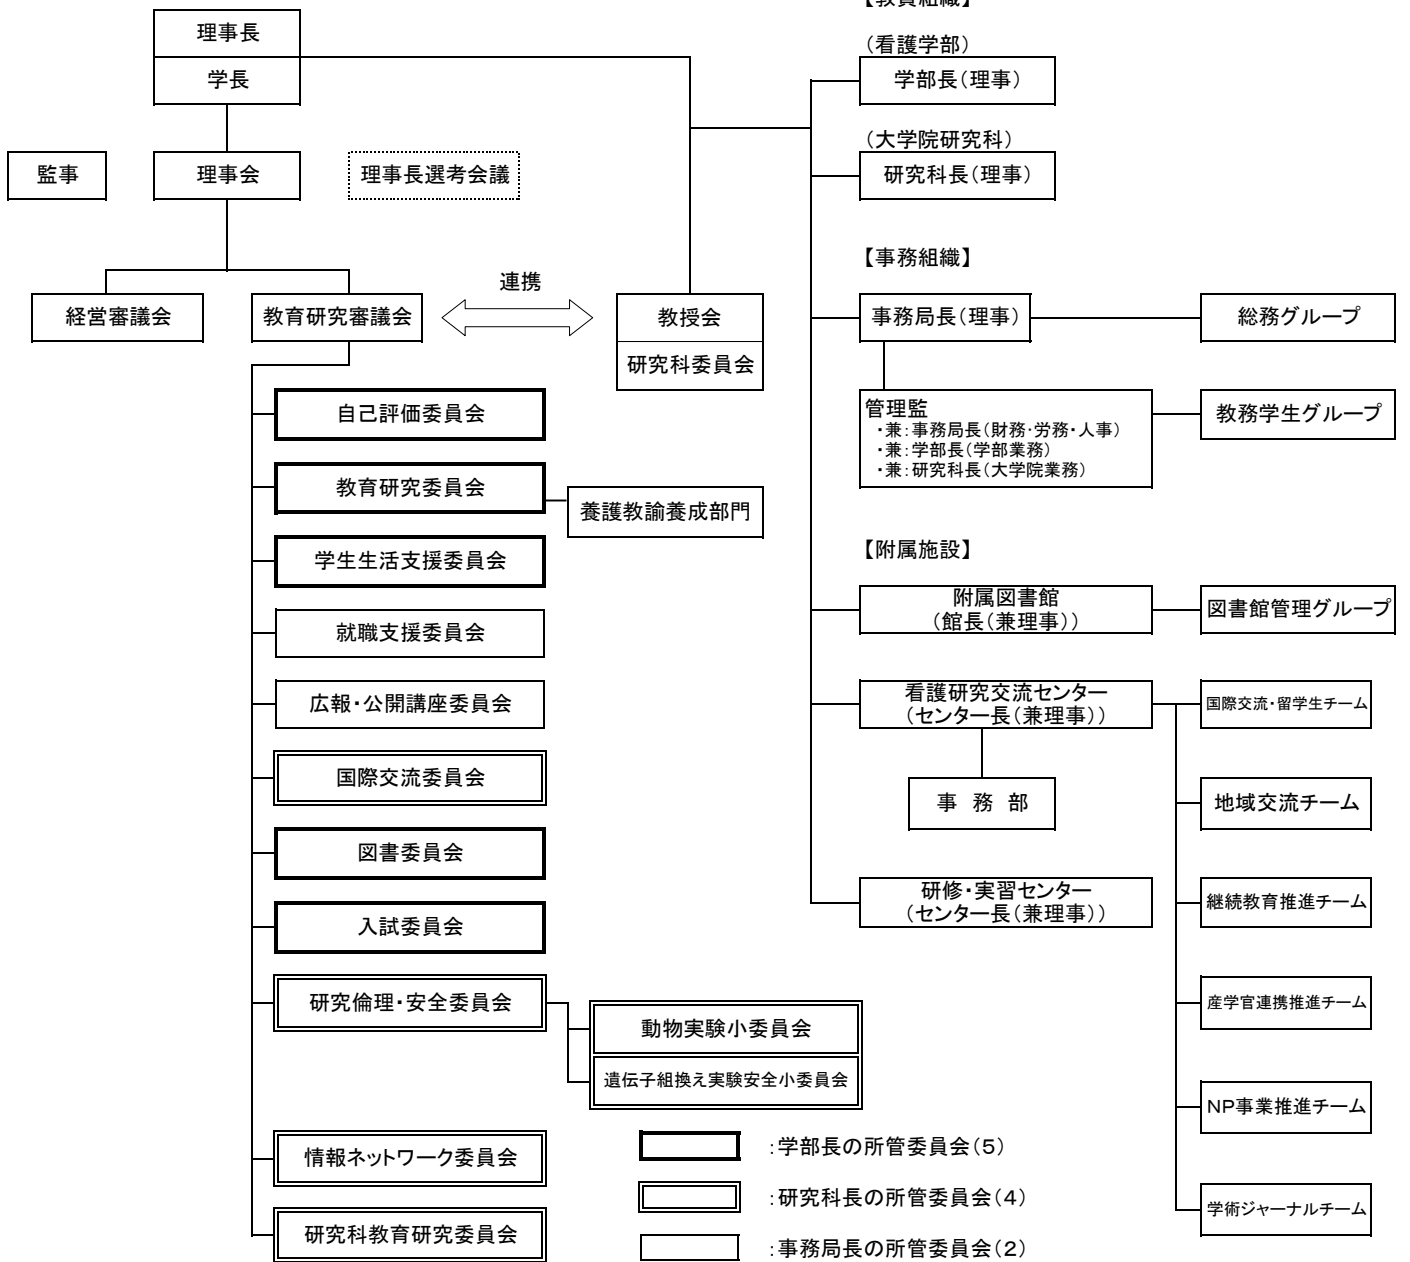 【教員組織】
理事長
学長
監事
理事会
理事長選考会議
経営審議会
教育研究審議会
連携
教授会
研究科委員会
自己評価委員会
教育研究委員会
養護教諭養成部門
学生生活支援委員会
就職支援委員会
広報・公開講座委員会
国際交流委員会
図書委員会
入試委員会
研究倫理・安全委員会
動物実験小委員会
遺伝子組換え実験安全小委員会
情報ネットワーク委員会
研究科教育研究委員会
：学部長の所管委員会（5）
：研究科長の所管委員会（4）
：事務局長の所管委員会（2）
（看護学部）
学部長（理事）
（大学院研究科）
研究科長（理事）
【事務組織】
事務局長（理事）
総務グループ
管理監
・兼：事務局長（財務・労務・人事）
・兼：学部長（学部業務）
・兼：研究科長（大学院業務）
教務学生グループ
【附属施設】
附属図書館
（館長（兼理事））
図書館管理グループ
看護研究交流センター
（センター長（兼理事））
事 務 部
国際交流・留学生チーム
地域交流チーム
継続教育推進チーム
産学官連携推進チーム
NP事業推進チーム
学術ジャーナルチーム
研修・実習センター
（センター長（兼理事））